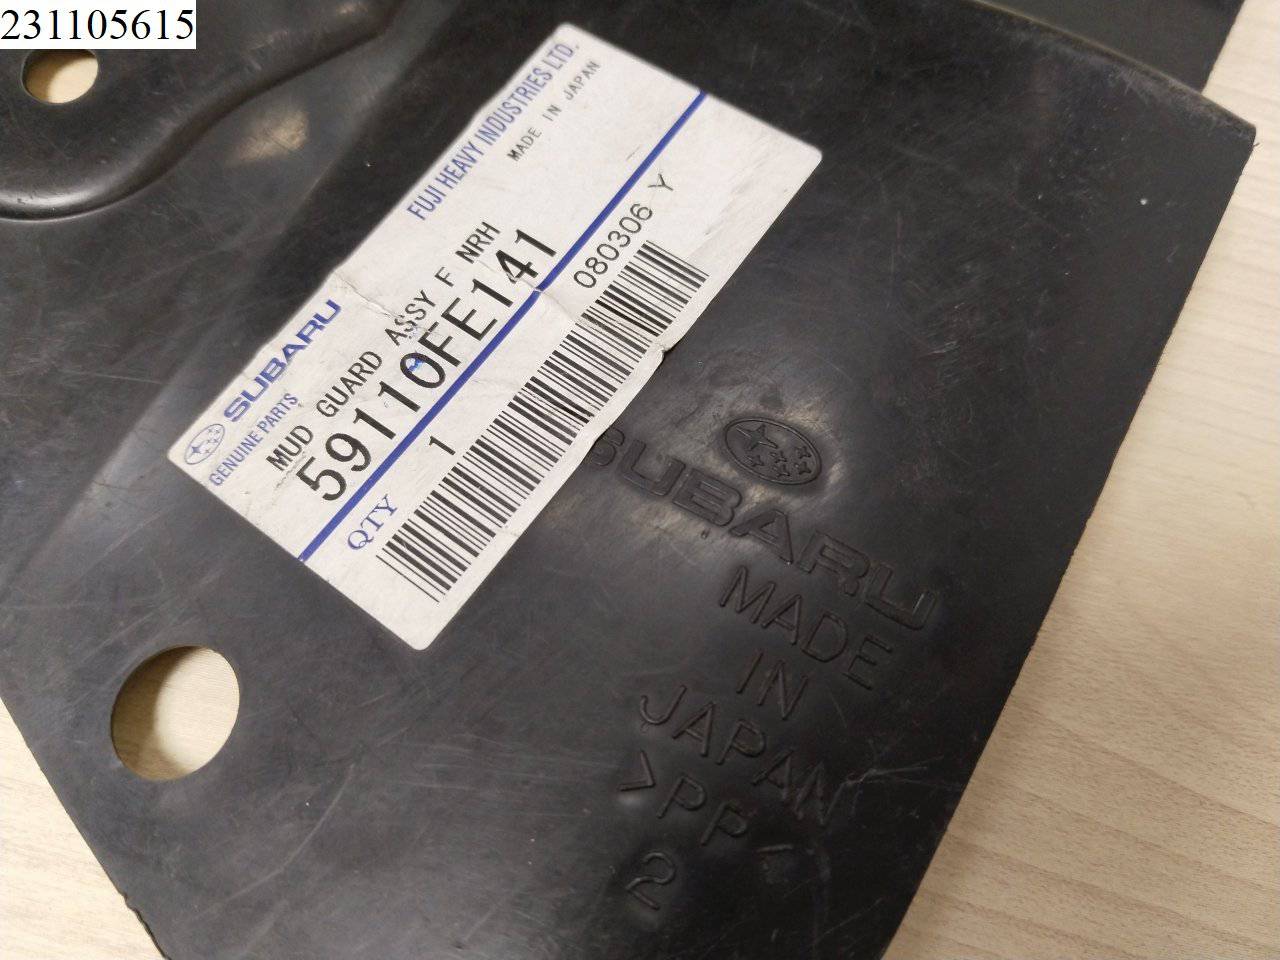 231105615
SUBARU
FUJI HEAVY INDUSTRIES LTD.
GENUINE PARTS
MADE IN JAPAN
MUD GUARD ASSY F NRH
59110FE141
QTY 1 080306 Y
SUBARU
MADE
IN
JAPAN
>PP<
2